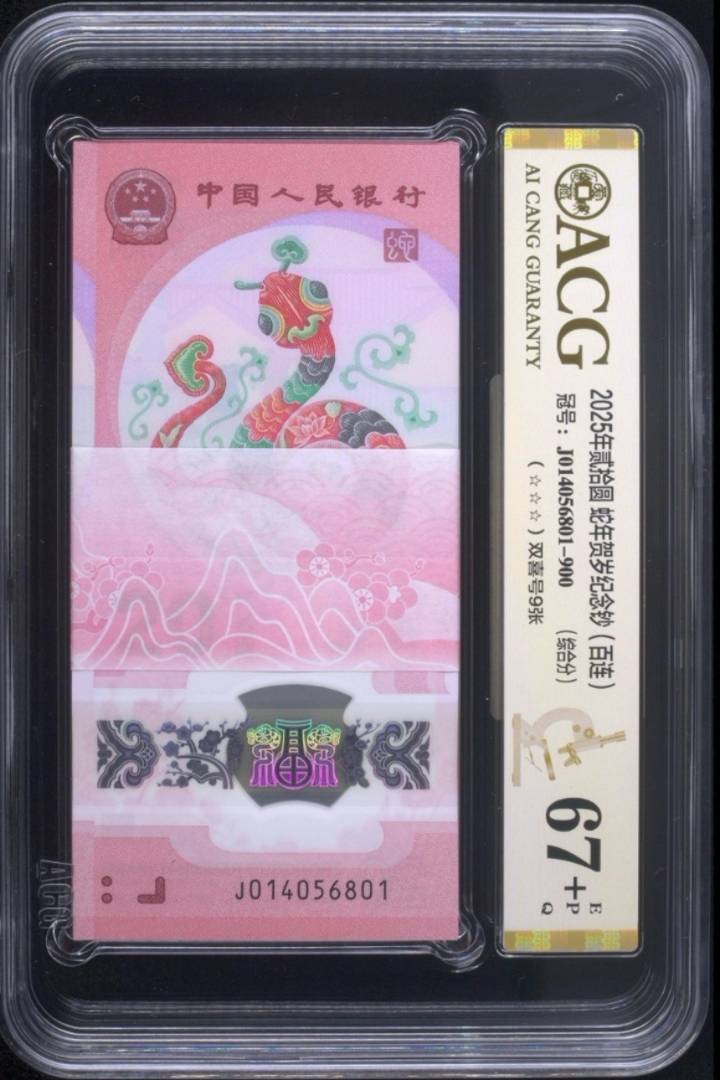 中国人民银行
蛇
J014056801
ACG
AI CANG GUARANTY
2025年贰拾圆 蛇年贺岁纪念钞（百连）
冠号：J014056801-900 （综合分）
（☆☆☆）双喜号9张
67+
E
P
Q
ACG